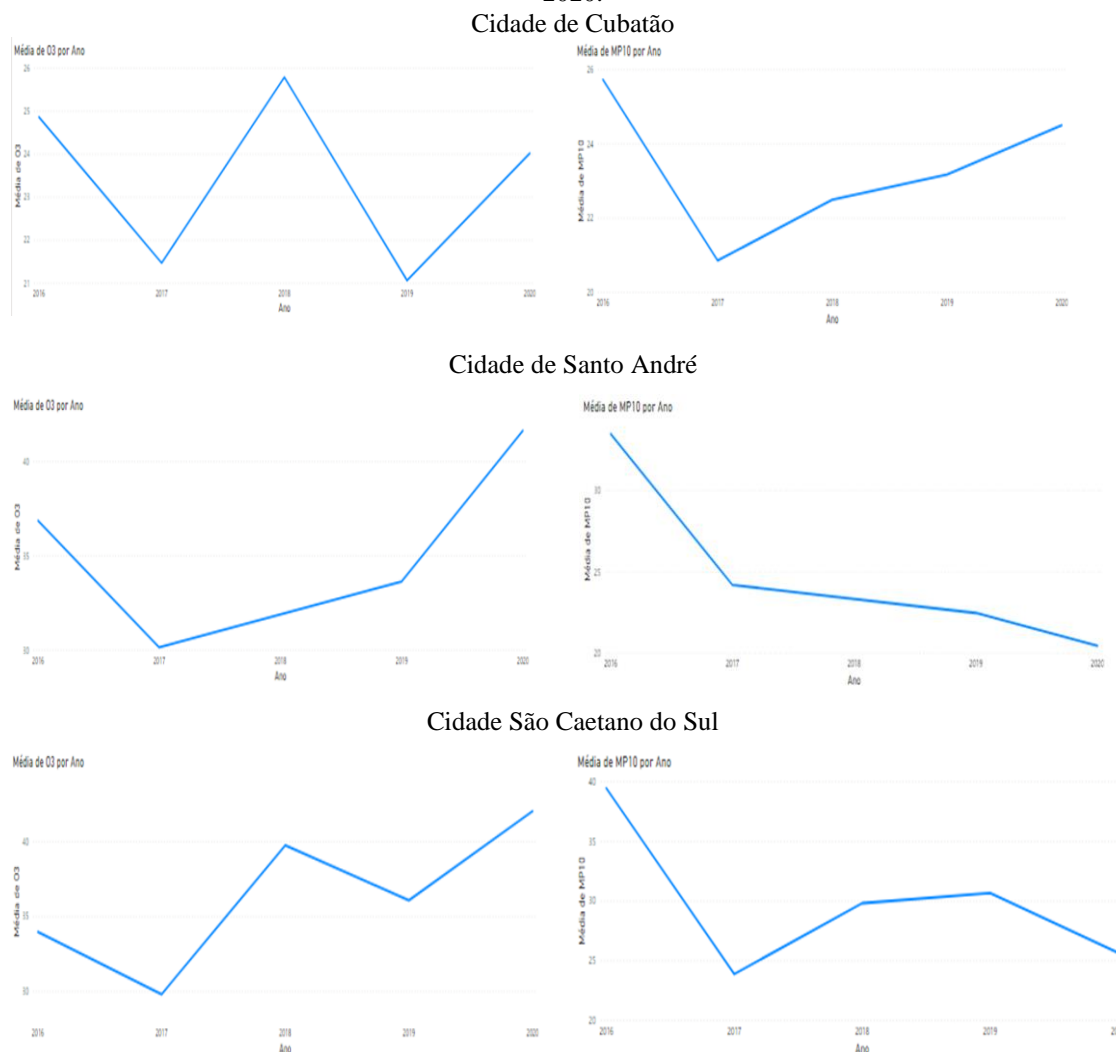 Cidade de Cubatão
Média de O3 por Ano
Média de O3
26
25
24
23
22
21
2016 2017 2018 2019 2020
Ano
Média de MP10 por Ano
Média de MP10
26
24
22
20
2016 2017 2018 2019 2020
Ano
Cidade de Santo André
Média de O3 por Ano
Média de O3
40
35
30
2016 2017 2018 2019 2020
Ano
Média de MP10 por Ano
Média de MP10
30
25
20
2016 2017 2018 2019 2020
Ano
Cidade São Caetano do Sul
Média de O3 por Ano
Média de O3
40
35
30
2016 2017 2018 2019 2020
Ano
Média de MP10 por Ano
Média de MP10
40
35
30
25
20
2016 2017 2018 2019
Ano